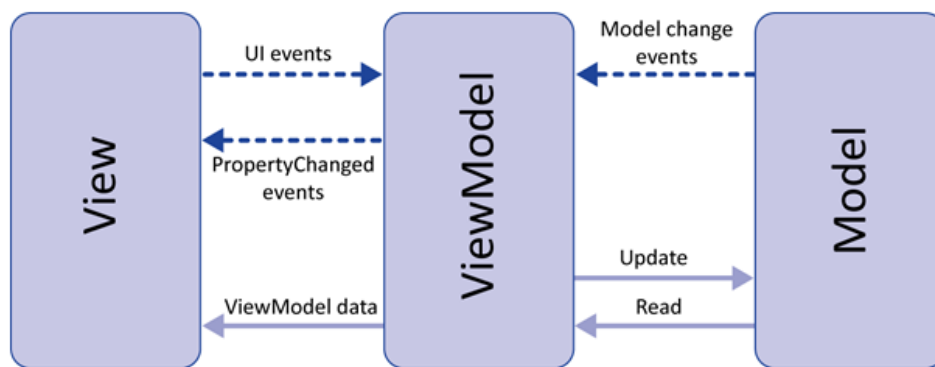 View
UI events
PropertyChanged
events
ViewModel data
ViewModel
Model change
events
Update
Read
Model